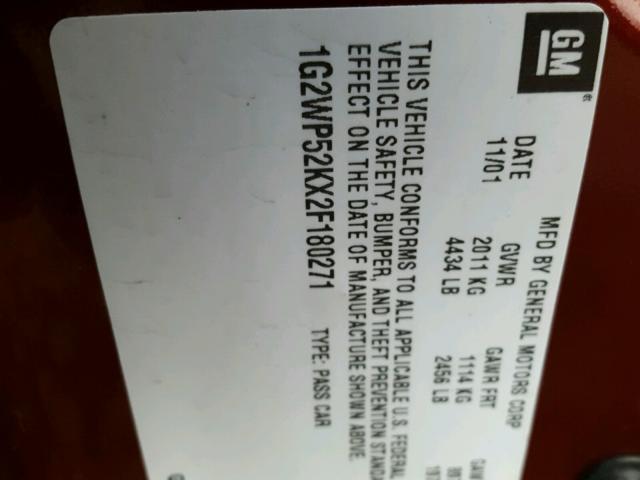 GM
MFD BY GENERAL MOTORS CORP
DATE GVWR GAWR FRT
11/01 2011 KG 1114 KG
4434 LB 2456 LB
THIS VEHICLE CONFORMS TO ALL APPLICABLE U.S. FEDERAL
VEHICLE SAFETY, BUMPER, AND THEFT PREVENTION
EFFECT ON THE DATE OF MANUFACTURE SHOWN ABOVE.
1G2WP52KX2F180271 TYPE: PASS CAR